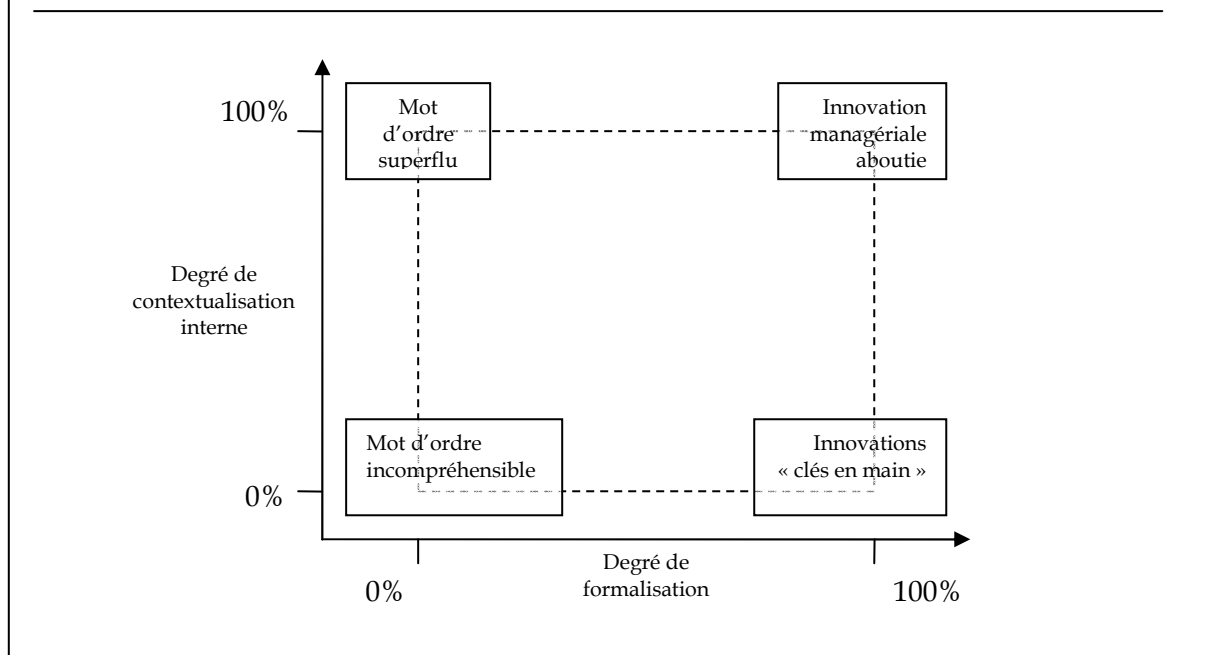 100%
Mot
d’ordre
superflu
Innovation
managériale
aboutie
Degré de
contextualisation
interne
Mot d’ordre
incompréhensible
Innovations
« clés en main »
0%
Degré de
formalisation
0%
100%